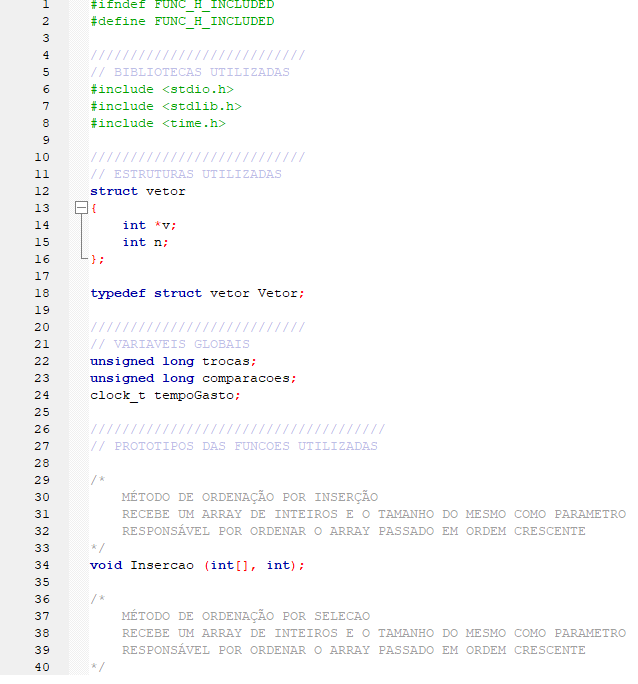 1 #ifndef FUNC_H_INCLUDED
2 #define FUNC_H_INCLUDED
3
4 ///////////////////////////
5 // BIBLIOTECAS UTILIZADAS
6 #include <stdio.h>
7 #include <stdlib.h>
8 #include <time.h>
9
10 ///////////////////////////
11 // ESTRUTURAS UTILIZADAS
12 struct vetor
13 {
14     int *v;
15     int n;
16 };
17
18 typedef struct vetor Vetor;
19
20 ///////////////////////////
21 // VARIAVEIS GLOBAIS
22 unsigned long trocas;
23 unsigned long comparacoes;
24 clock_t tempoGasto;
25
26 /////////////////////////////////////
27 // PROTOTIPOS DAS FUNCOES UTILIZADAS
28
29 /*
30     MÉTODO DE ORDENAÇÃO POR INSERÇÃO
31     RECEBE UM ARRAY DE INTEIROS E O TAMANHO DO MESMO COMO PARAMETRO
32     RESPONSÁVEL POR ORDENAR O ARRAY PASSADO EM ORDEM CRESCENTE
33 */
34 void Insercao (int[], int);
35
36 /*
37     MÉTODO DE ORDENAÇÃO POR SELECAO
38     RECEBE UM ARRAY DE INTEIROS E O TAMANHO DO MESMO COMO PARAMETRO
39     RESPONSÁVEL POR ORDENAR O ARRAY PASSADO EM ORDEM CRESCENTE
40 */